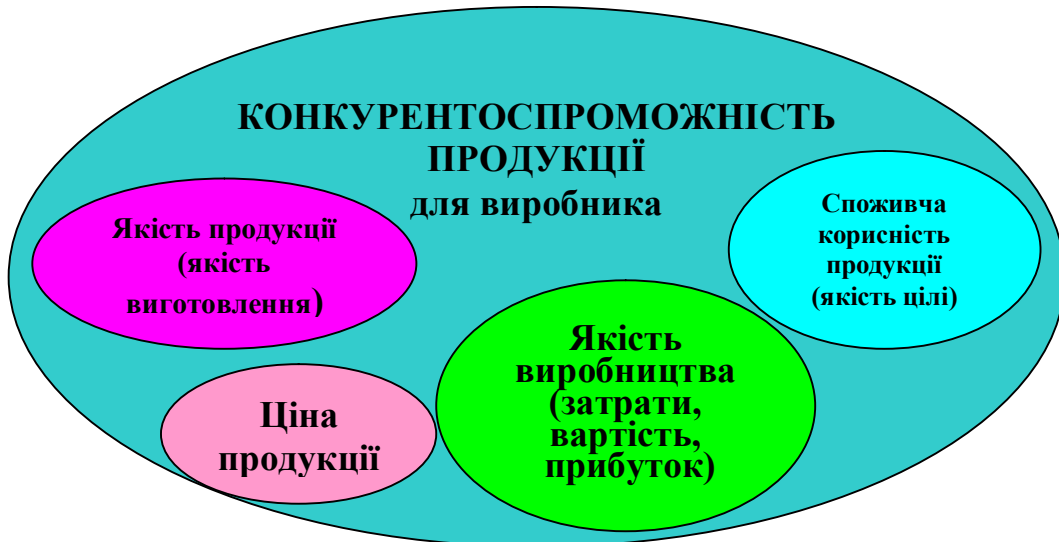 КОНКУРЕНТОСПРОМОЖНІСТЬ
ПРОДУКЦІЇ
для виробника
Якість продукції
(якість
виготовлення)
Споживча
корисність
продукції
(якість цілі)
Якість
виробництва
(затрати,
вартість,
прибуток)
Ціна
продукції